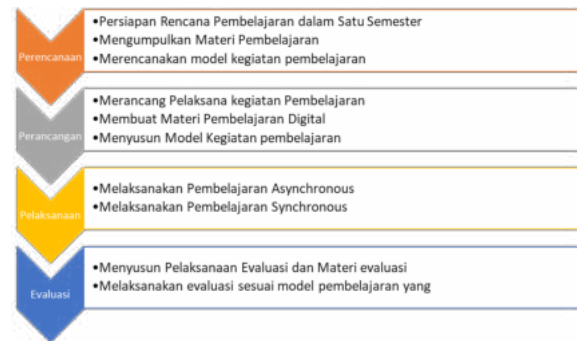 Perencanaan
•Persiapan Rencana Pembelajaran dalam Satu Semester
•Mengumpulkan Materi Pembelajaran
•Merencanakan model kegiatan pembelajaran
Perancangan
•Merancang Pelaksana kegiatan Pembelajaran
•Membuat Materi Pembelajaran Digital
•Menyusun Model Kegiatan pembelajaran
Pelaksanaan
•Melaksanakan Pembelajaran Asynchronous
•Melaksanakan Pembelajaran Synchronous
Evaluasi
•Menyusun Pelaksanaan Evaluasi dan Materi evaluasi
•Melaksanakan evaluasi sesuai model pembelajaran yang